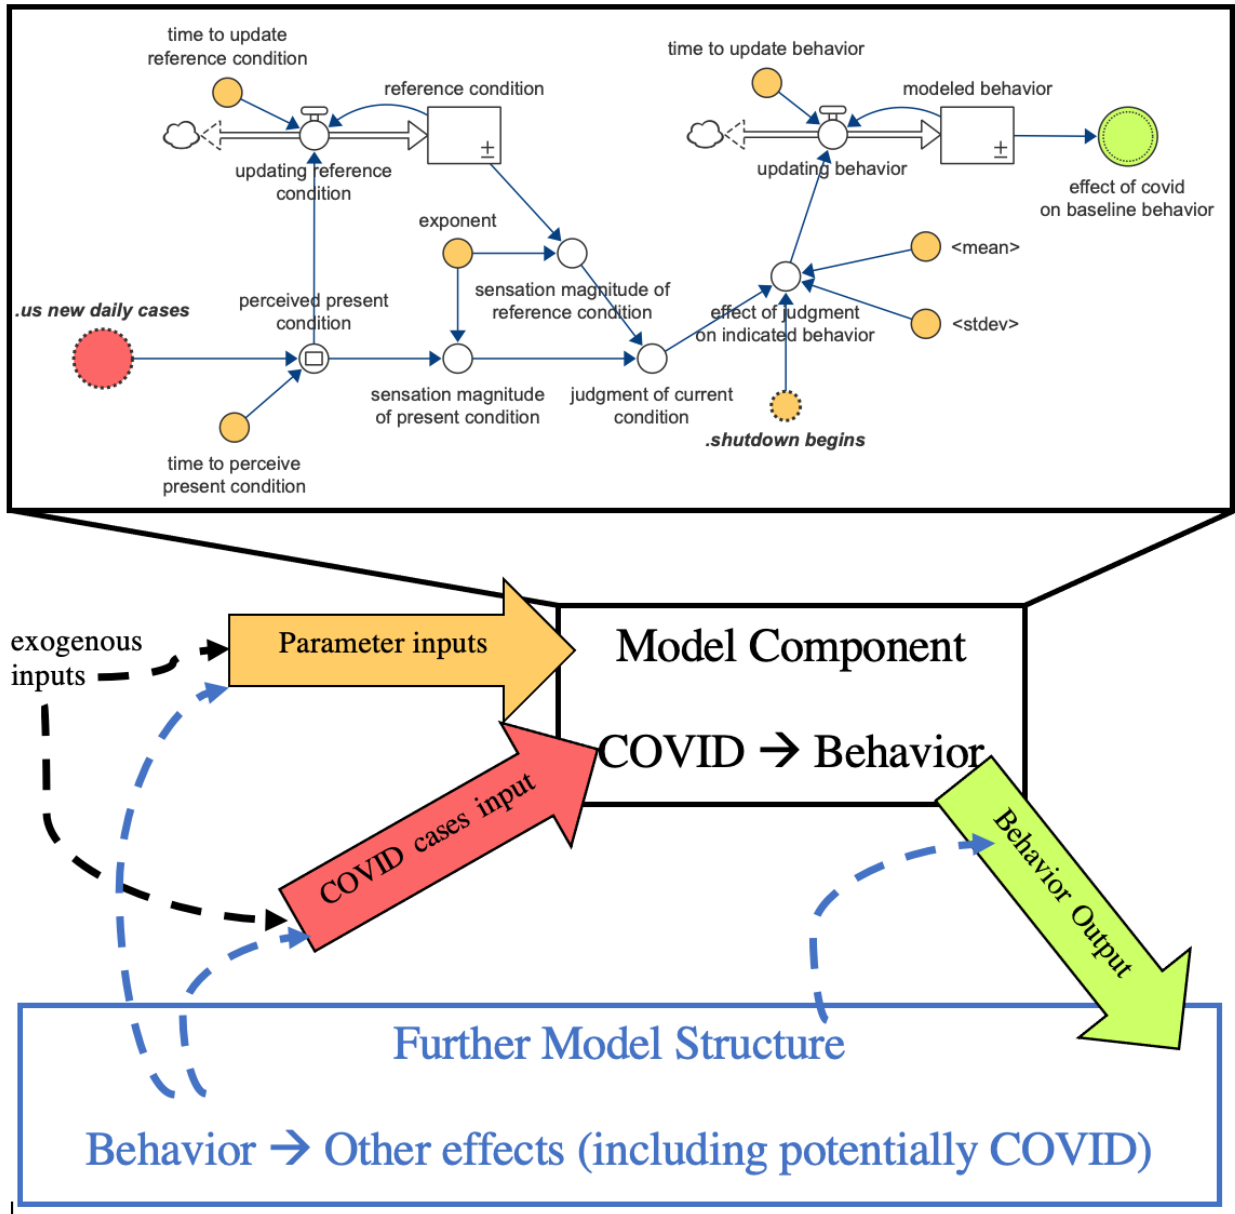 time to update
reference condition
time to update behavior
reference condition
modeled behavior
updating reference
condition
updating behavior
effect of covid
on baseline behavior
exponent
<mean>
sensation magnitude of
reference condition
.us new daily cases
perceived present
condition
effect of judgment
on indicated behavior
<stdev>
sensation magnitude
of present condition
judgment of current
condition
.shutdown begins
time to perceive
present condition
exogenous
inputs
Parameter inputs
Model Component
COVID → Behavior
COVID cases input
Behavior Output
Further Model Structure
Behavior → Other effects (including potentially COVID)